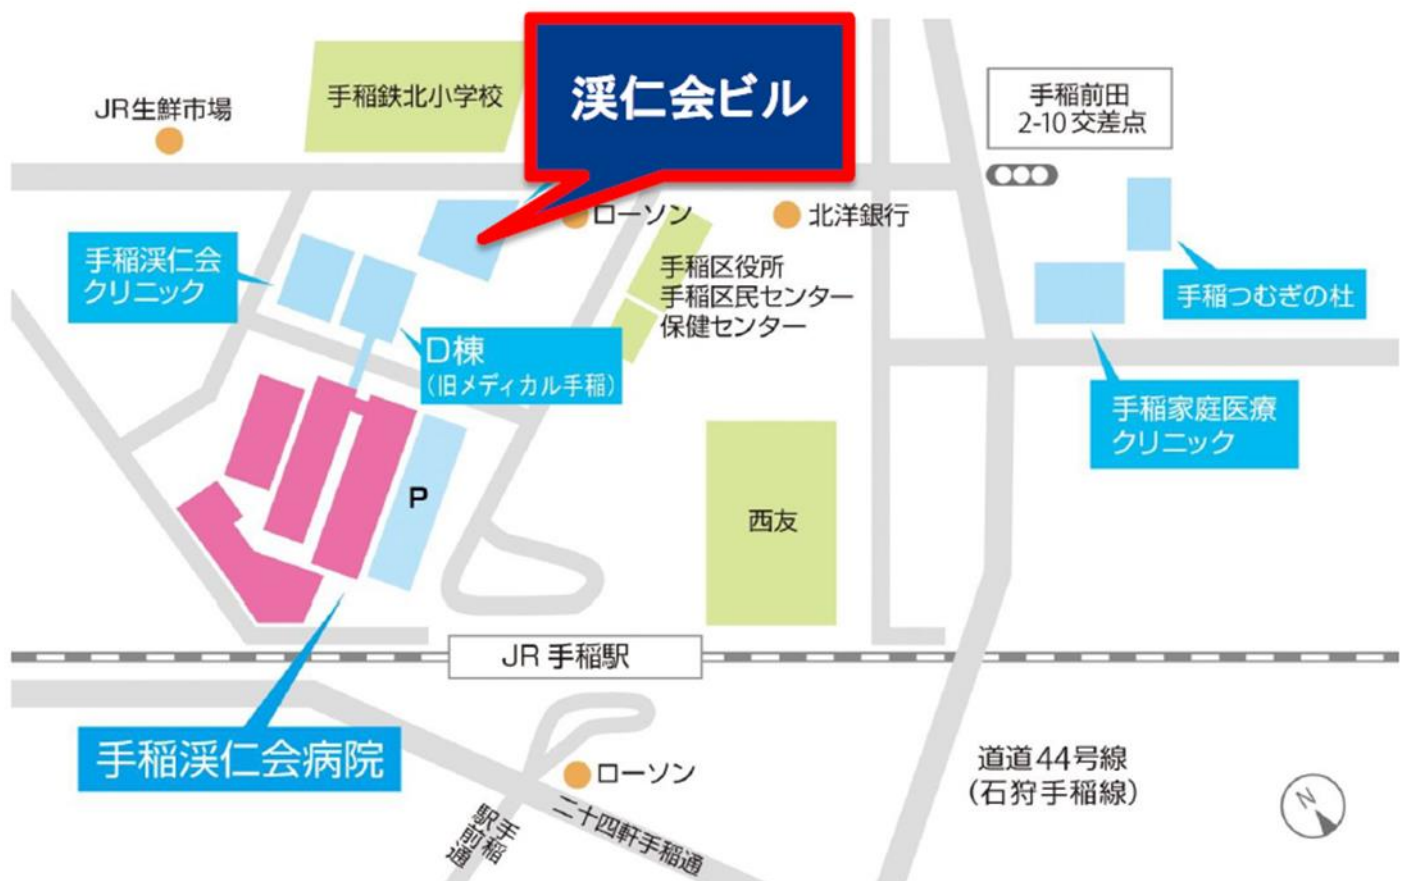 渓仁会ビル
手稲鉄北小学校
JR生鮮市場
手稲前田
2-10 交差点
ローソン
北洋銀行
手稲渓仁会
クリニック
手稲区役所
手稲区民センター
保健センター
手稲つむぎの杜
D棟
（旧メディカル手稲）
手稲家庭医療
クリニック
P
西友
JR 手稲駅
手稲渓仁会病院
ローソン
道道44号線
（石狩手稲線）
N
二十四軒手稲通
手稲
駅前通